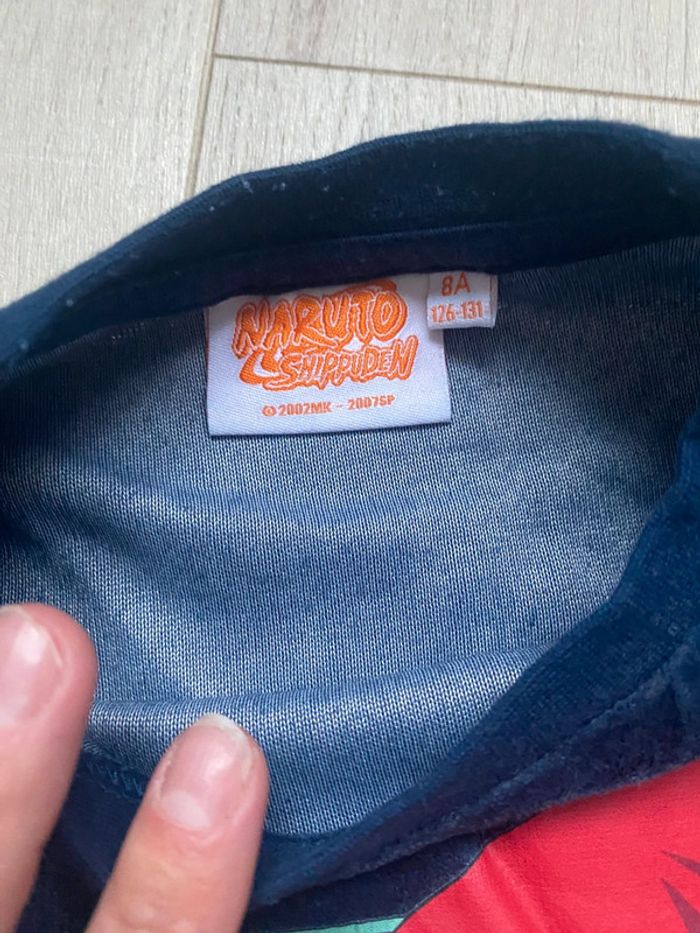 NARUTO
SHIPPUDEN
©2002MK - 2007SP
8A
126-131